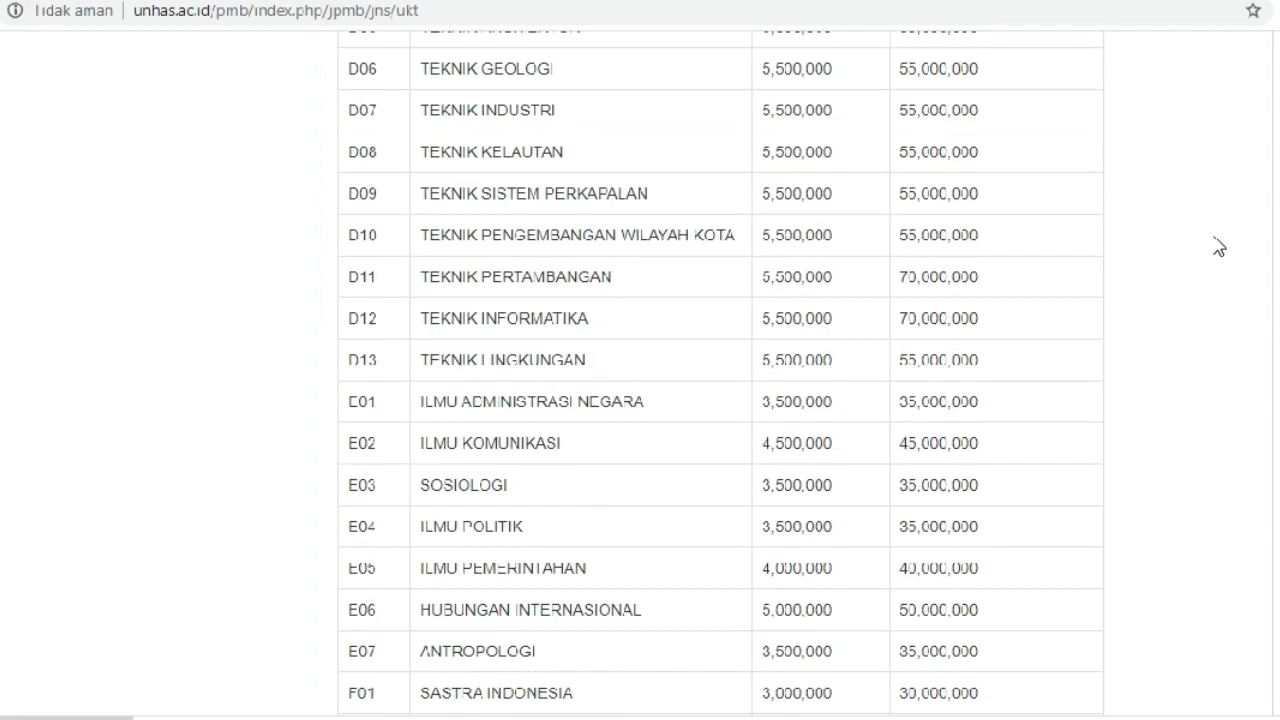 Tidak aman unhas.ac.id/pmb/index.php/jpmb/jns/ukt
D06 TEKNIK GEOLOGI 5,500,000 55,000,000
D07 TEKNIK INDUSTRI 5,500,000 55,000,000
D08 TEKNIK KELAUTAN 5,500,000 55,000,000
D09 TEKNIK SISTEM PERKAPALAN 5,500,000 55,000,000
D10 TEKNIK PENGEMBANGAN WILAYAH KOTA 5,500,000 55,000,000
D11 TEKNIK PERTAMBANGAN 5,500,000 70,000,000
D12 TEKNIK INFORMATIKA 5,500,000 70,000,000
D13 TEKNIK LINGKUNGAN 5,500,000 55,000,000
E01 ILMU ADMINISTRASI NEGARA 3,500,000 35,000,000
E02 ILMU KOMUNIKASI 4,500,000 45,000,000
E03 SOSIOLOGI 3,500,000 35,000,000
E04 ILMU POLITIK 3,500,000 35,000,000
E05 ILMU PEMERINTAHAN 4,000,000 40,000,000
E06 HUBUNGAN INTERNASIONAL 5,000,000 50,000,000
E07 ANTROPOLOGI 3,500,000 35,000,000
F01 SASTRA INDONESIA 3,000,000 30,000,000